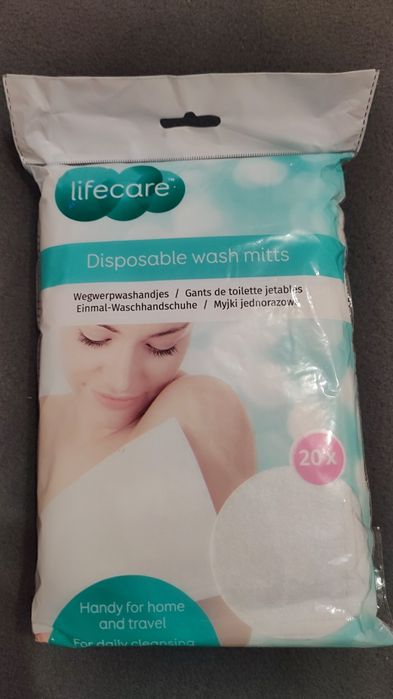 lifecare™
Disposable wash mitts
Wegwerpwashandjes / Gants de toilette jetables
Einmal-Waschhandschuhe / Myjki jednorazowe
20x
Handy for home
and travel
For daily cleansing